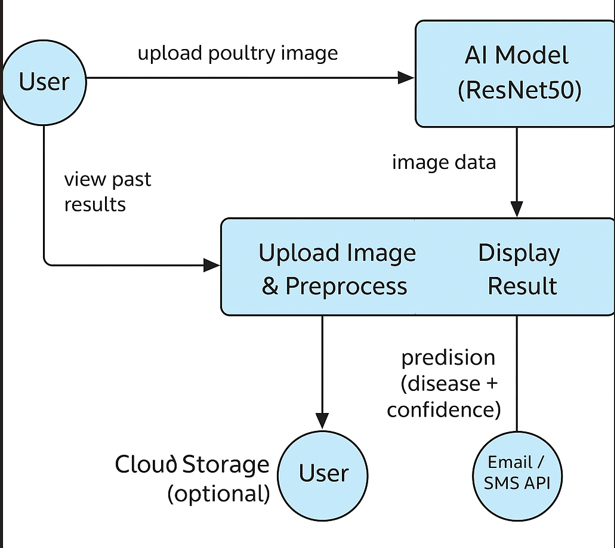 upload poultry image
User
AI Model
(ResNet50)
image data
view past
results
Upload Image
& Preprocess
Display
Result
predision
(disease +
confidence)
Cloud Storage
(optional)
User
Email /
SMS API